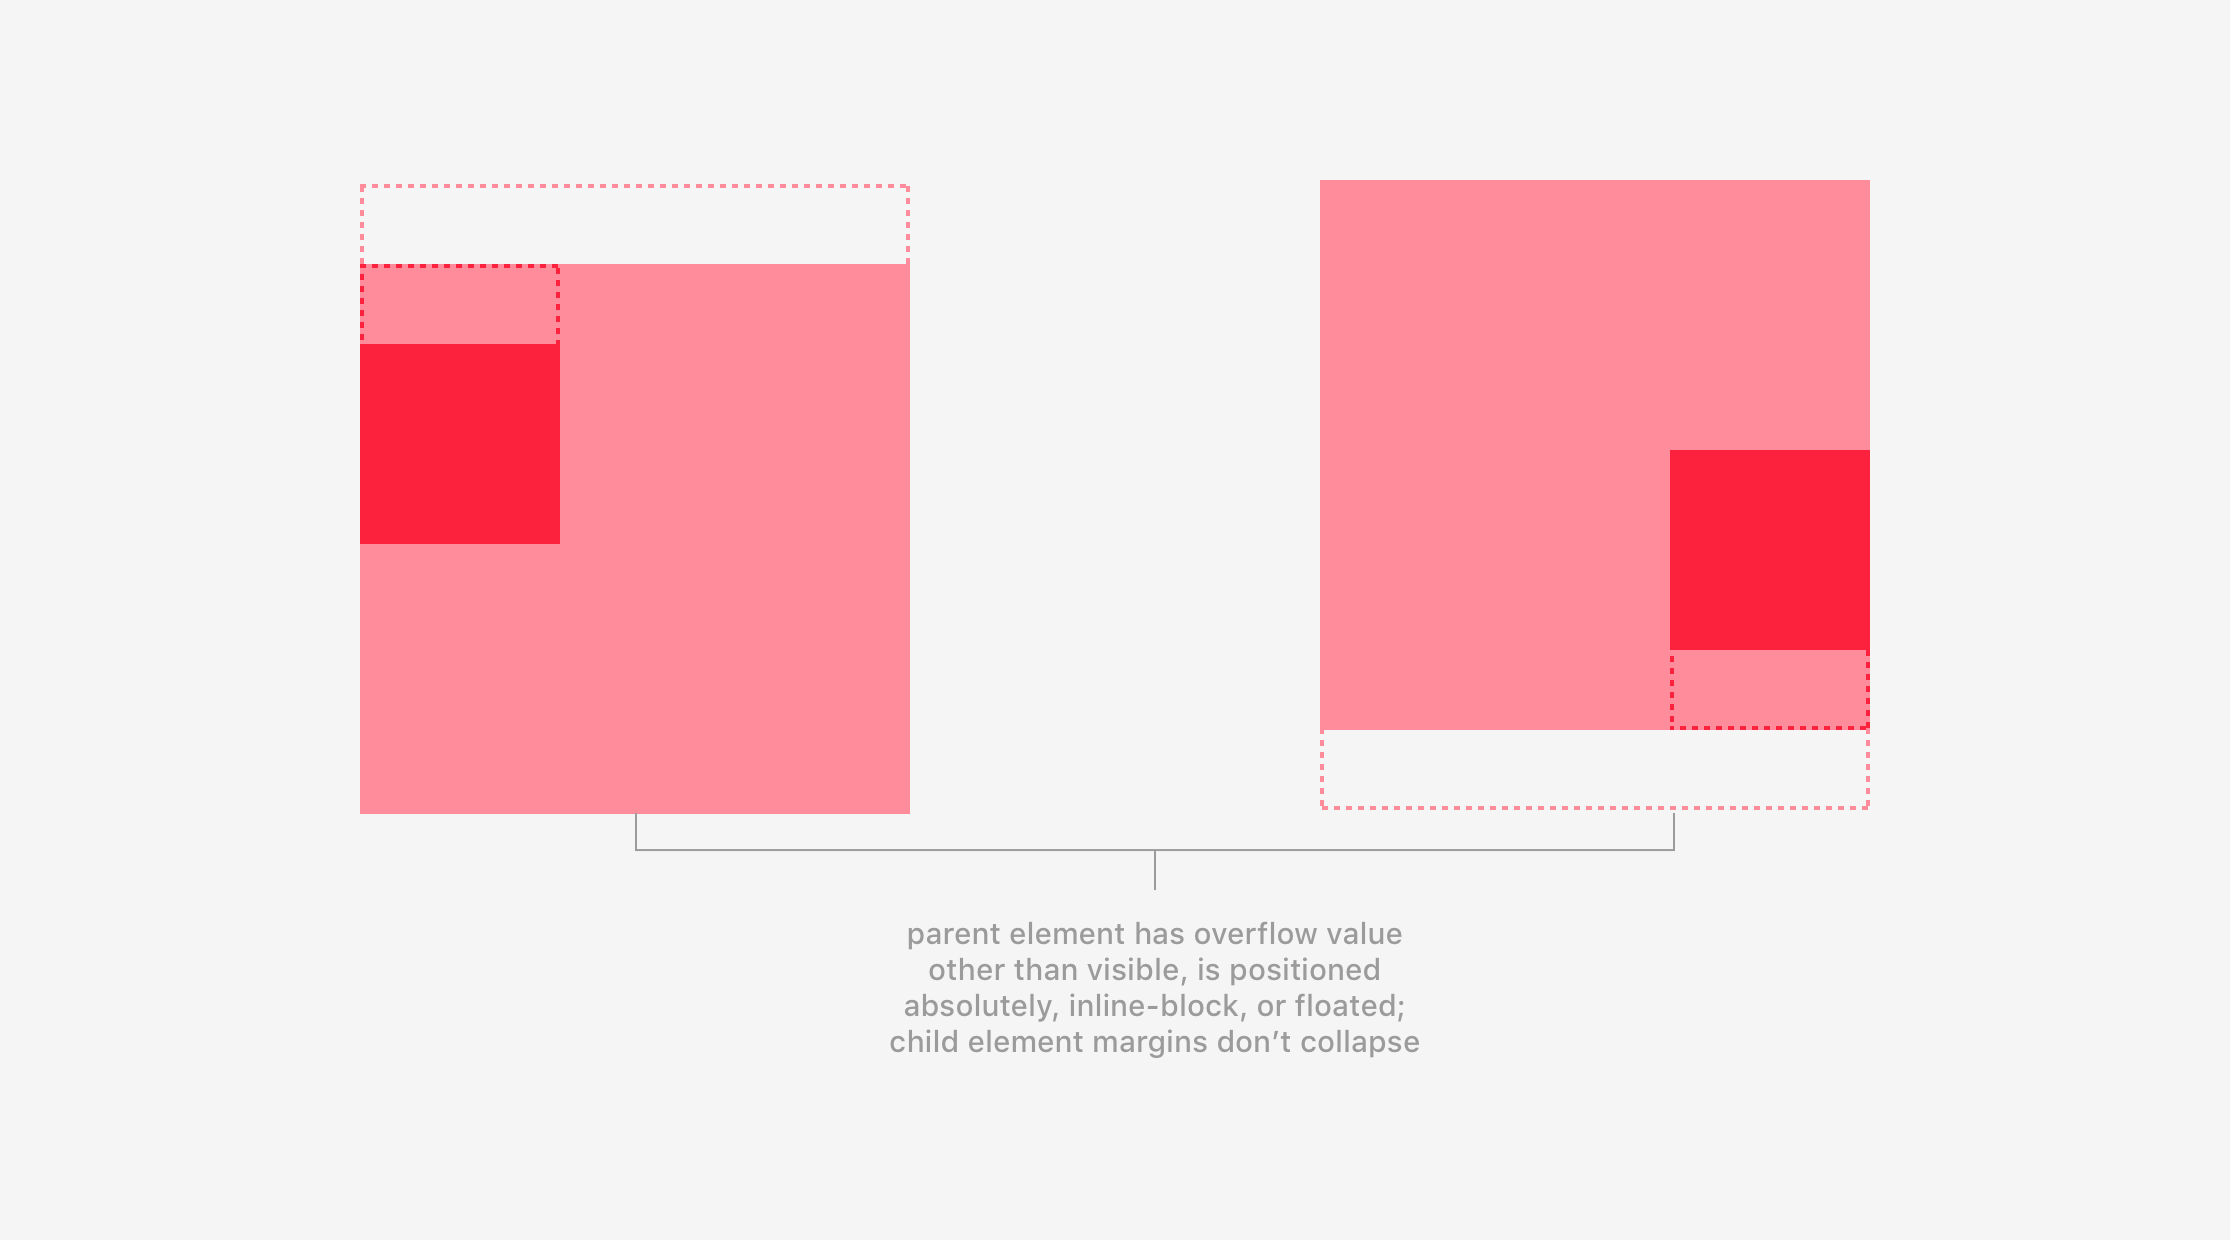 parent element has overflow value
other than visible, is positioned
absolutely, inline-block, or floated;
child element margins don’t collapse